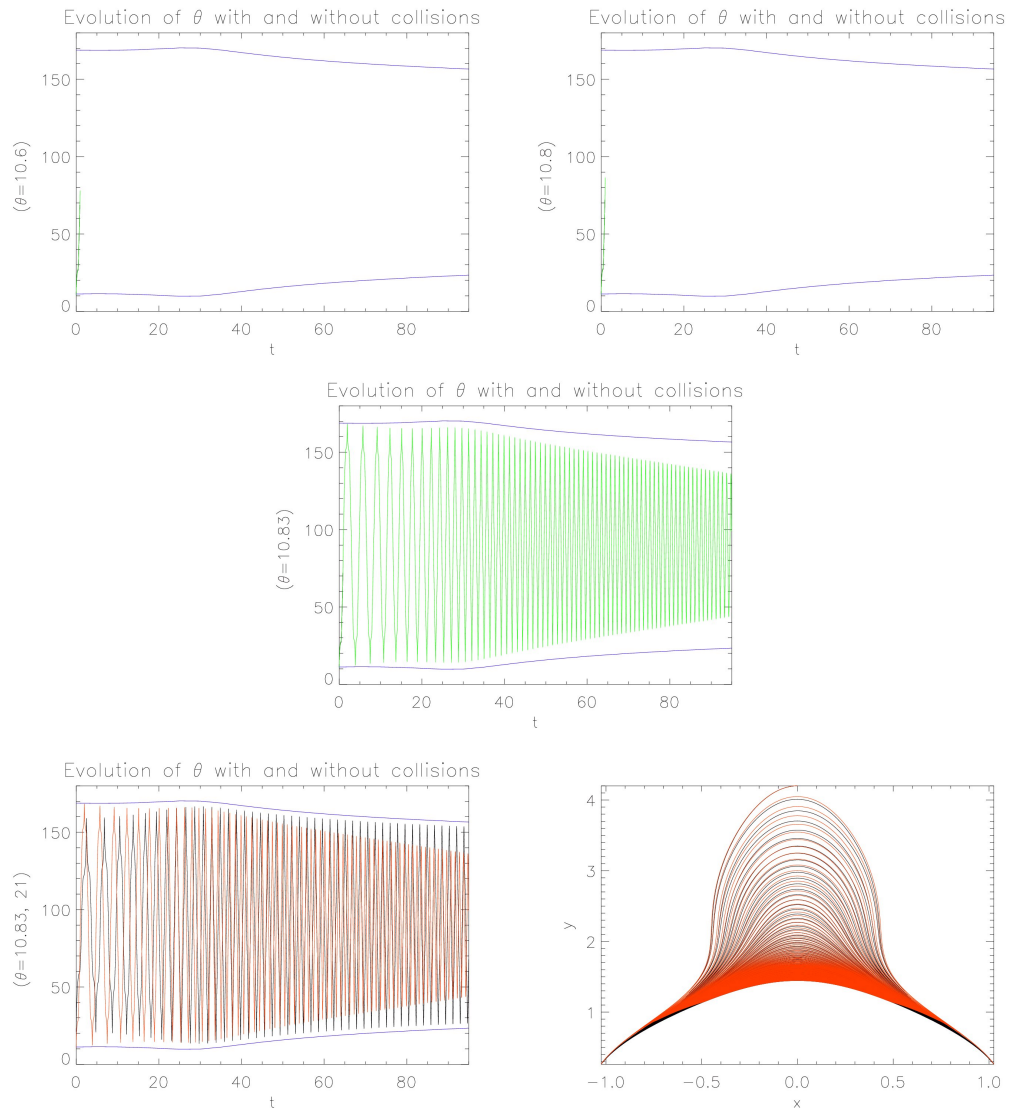 Evolution of θ with and without collisions
Evolution of θ with and without collisions
(θ=10.6)
150
100
50
0
0 20 40 60 80
t
(θ=10.8)
150
100
50
0
0 20 40 60 80
t
Evolution of θ with and without collisions
(θ=10.83)
150
100
50
0
0 20 40 60 80
t
Evolution of θ with and without collisions
(θ=10.83, 21)
150
100
50
0
0 20 40 60 80
t
y
4
3
2
1
-1.0 -0.5 0.0 0.5 1.0
x